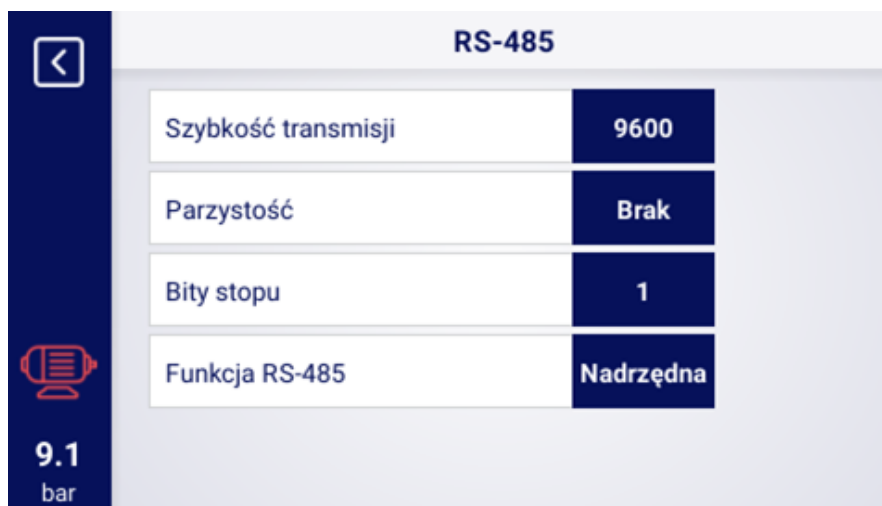 RS-485
Szybkość transmisji 9600
Parzystość Brak
Bity stopu 1
Funkcja RS-485 Nadrzędna
9.1
bar